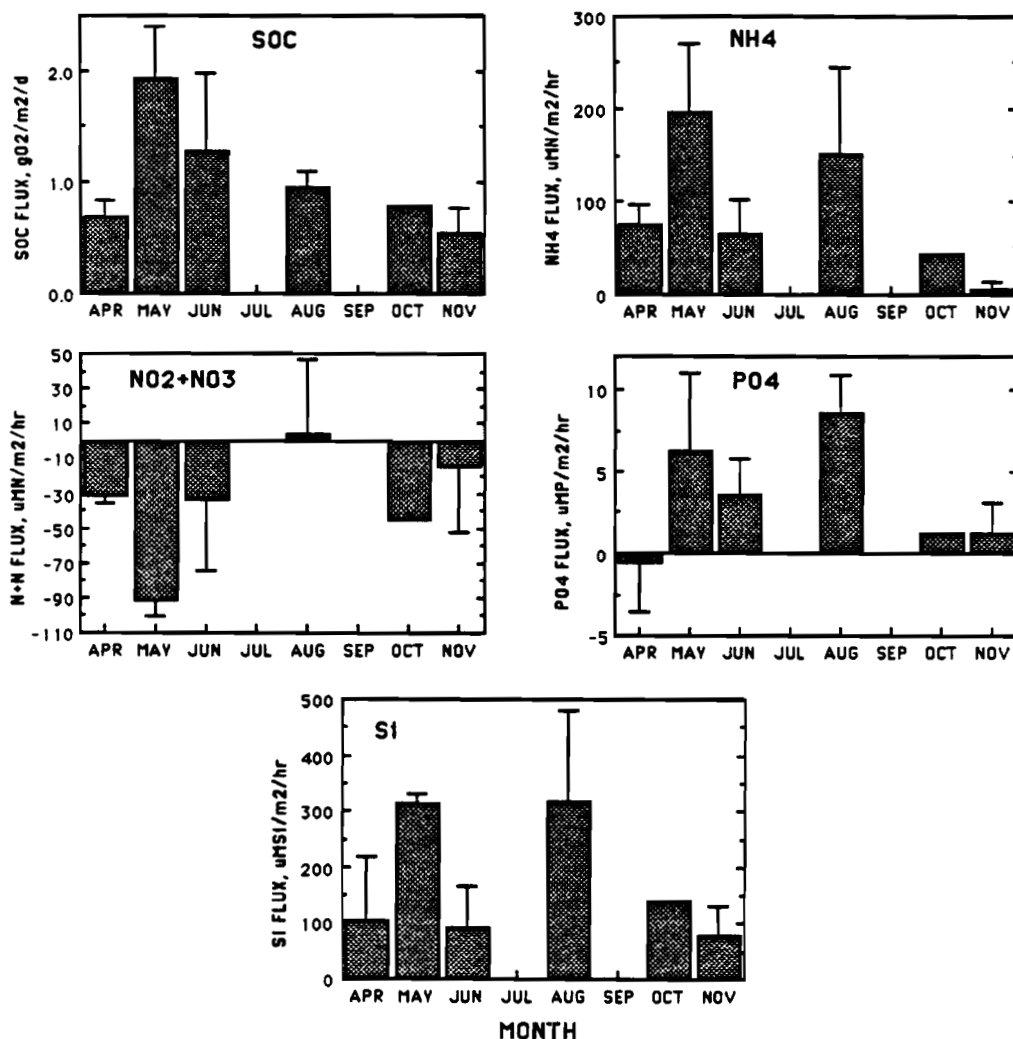 SOC
SOC FLUX, gO2/m2/d
2.0
1.0
0.0
APR MAY JUN JUL AUG SEP OCT NOV
NH4
NH4 FLUX, uMN/m2/hr
300
200
100
0
APR MAY JUN JUL AUG SEP OCT NOV
NO2+NO3
N+N FLUX, uMN/m2/hr
50
30
10
-10
-30
-50
-70
-90
-110
APR MAY JUN JUL AUG SEP OCT NOV
PO4
PO4 FLUX, uMP/m2/hr
10
5
0
-5
APR MAY JUN JUL AUG SEP OCT NOV
Si
SI FLUX, uMSi/m2/hr
500
400
300
200
100
0
APR MAY JUN JUL AUG SEP OCT NOV
MONTH